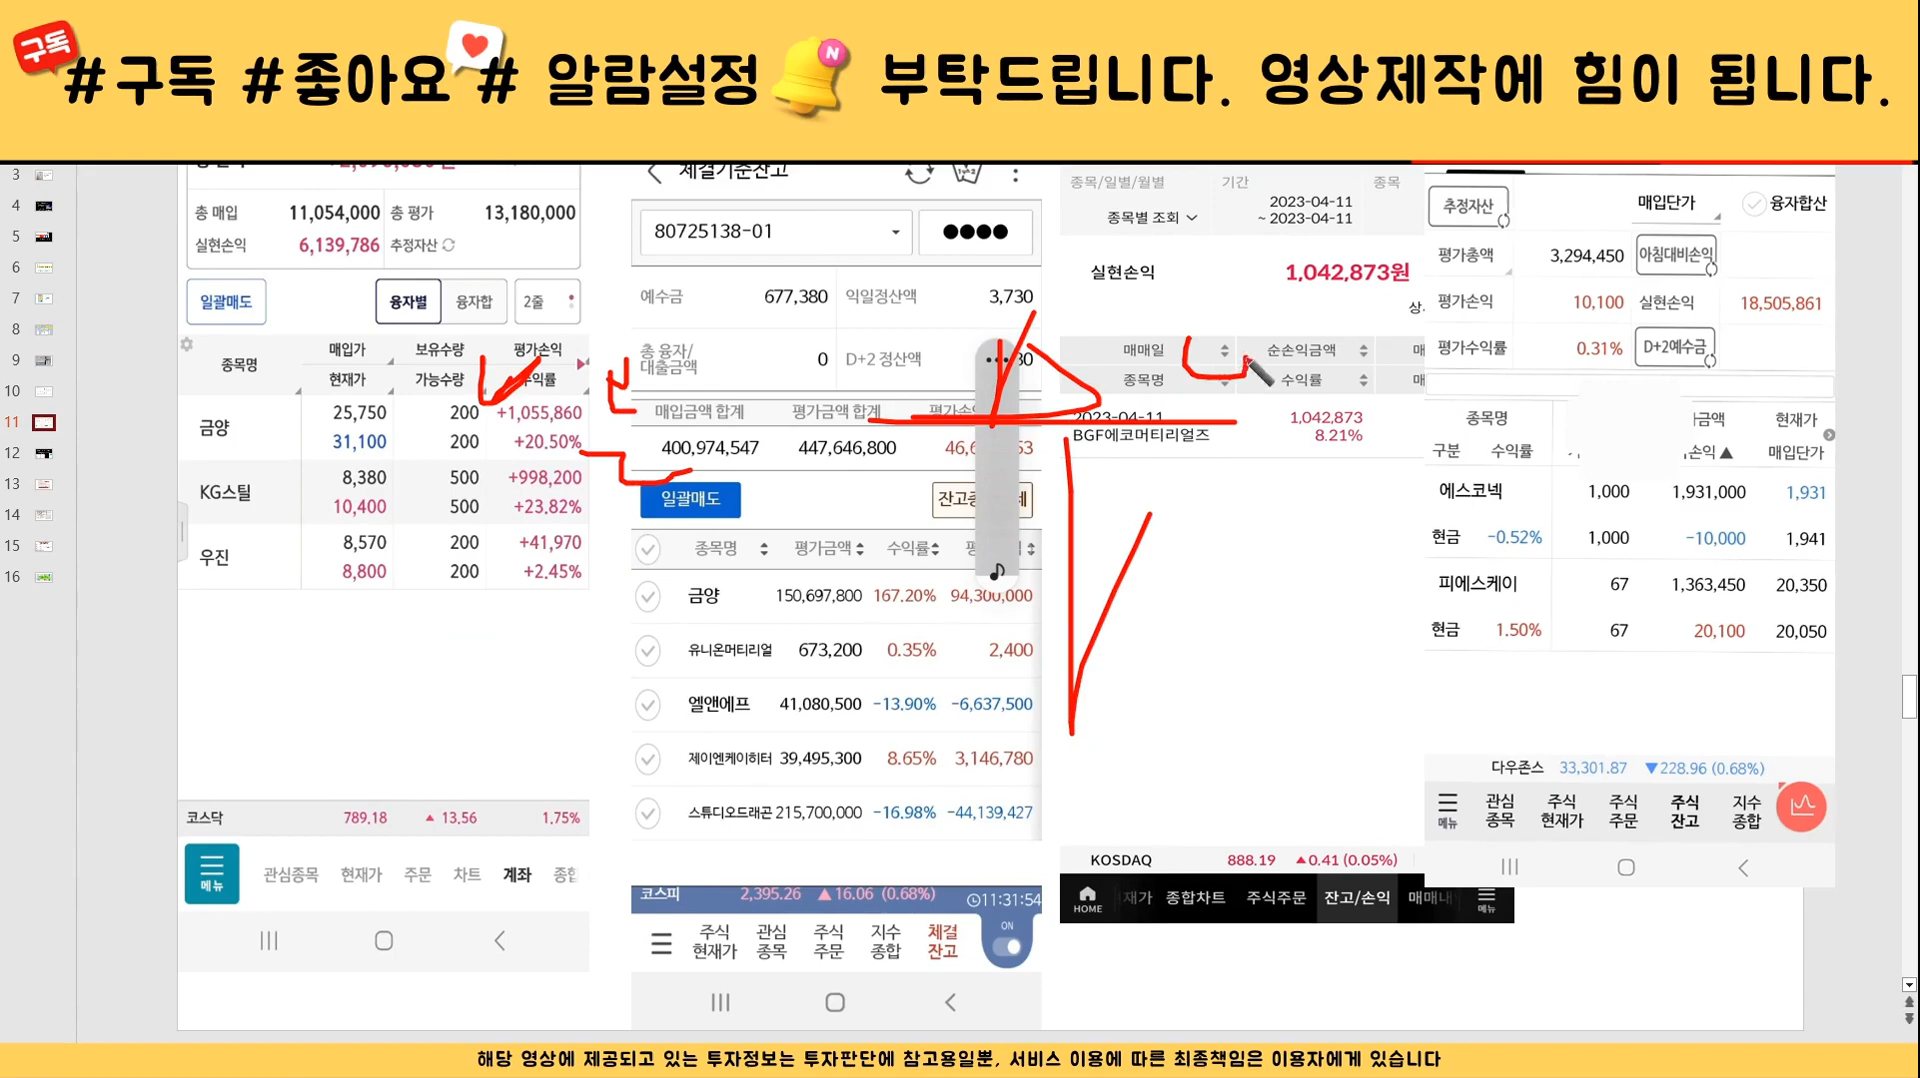 구독
#구독 #좋아요 # 알람설정 N 부탁드립니다. 영상제작에 힘이 됩니다.
3
4
5
6
7
8
9
10
11
12
13
14
15
16
총 매입 11,054,000 총 평가 13,180,000
실현손익 6,139,786 추정자산
일괄매도 융자별 융자합 2줄
종목명 매입가 보유수량 평가손익
현재가 가능수량 수익률
금양 25,750 200 +1,055,860
31,100 200 +20.50%
KG스틸 8,380 500 +998,200
10,400 500 +23.82%
우진 8,570 200 +41,970
8,800 200 +2.45%
코스닥 789.18 ▲ 13.56 1.75%
메뉴 관심종목 현재가 주문 차트 계좌 종합
체결기준잔고
80725138-01 ●●●●
예수금 677,380 익일정산액 3,730
총 융자/
대출금액 0 D+2 정산액
매입금액 합계 평가금액 합계
400,974,547 447,646,800
일괄매도
종목명 평가금액 수익률
금양 150,697,800 167.20% 94,300,000
유니온머티리얼 673,200 0.35% 2,400
엘앤에프 41,080,500 -13.90% -6,637,500
제이엔케이히터 39,495,300 8.65% 3,146,780
스튜디오드래곤 215,700,000 -16.98% -44,139,427
코스피 2,395.26 ▲ 16.06 (0.68%) 11:31:54
ON
주식
현재가
관심
종목
주식
주문
지수
종합
체결
잔고
종목/일별/월별 기간 종목
종목별 조회 2023-04-11
~ 2023-04-11
실현손익 1,042,873원
매매일 순손익금액
종목명 수익률
2023-04-11 1,042,873
BGF에코머티리얼즈 8.21%
KOSDAQ 888.19 ▲0.41 (0.05%)
HOME 종합차트 주식주문 잔고/손익 메뉴
추정자산 매입단가 융자합산
평가총액 3,294,450 아침대비손익
평가손익 10,100 실현손익 18,505,861
평가수익률 0.31% D+2예수금
종목명 현재가
구분 수익률 매입단가
에스코넥 1,000 1,931,000 1,931
현금 -0.52% 1,000 -10,000 1,941
피에스케이 67 1,363,450 20,350
현금 1.50% 67 20,100 20,050
다우존스 33,301.87 ▼228.96 (0.68%)
메뉴
관심
종목
주식
현재가
주식
주문
주식
잔고
지수
종합
해당 영상에 제공되고 있는 투자정보는 투자판단에 참고용일뿐, 서비스 이용에 따른 최종책임은 이용자에게 있습니다